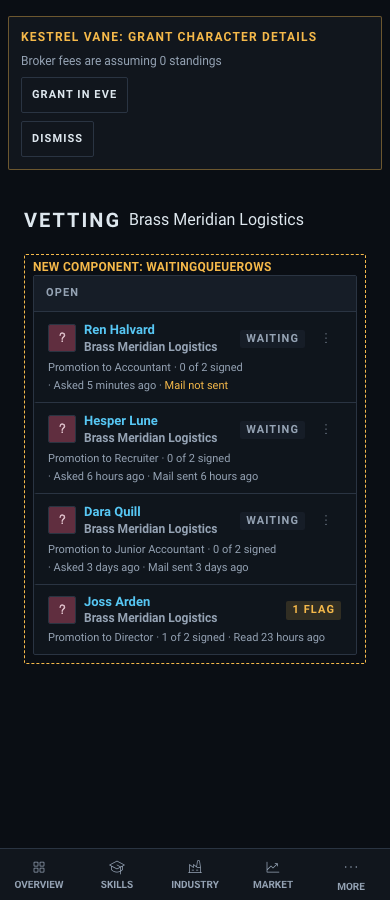 KESTREL VANE: GRANT CHARACTER DETAILS
Broker fees are assuming 0 standings
GRANT IN EVE
DISMISS
VETTING Brass Meridian Logistics
NEW COMPONENT: WAITINGQUEUEROWS
OPEN
? Ren Halvard WAITING
Brass Meridian Logistics
Promotion to Accountant · 0 of 2 signed
· Asked 5 minutes ago · Mail not sent
? Hesper Lune WAITING
Brass Meridian Logistics
Promotion to Recruiter · 0 of 2 signed
· Asked 6 hours ago · Mail sent 6 hours ago
? Dara Quill WAITING
Brass Meridian Logistics
Promotion to Junior Accountant · 0 of 2 signed
· Asked 3 days ago · Mail sent 3 days ago
? Joss Arden 1 FLAG
Brass Meridian Logistics
Promotion to Director · 1 of 2 signed · Read 23 hours ago
OVERVIEW SKILLS INDUSTRY MARKET MORE